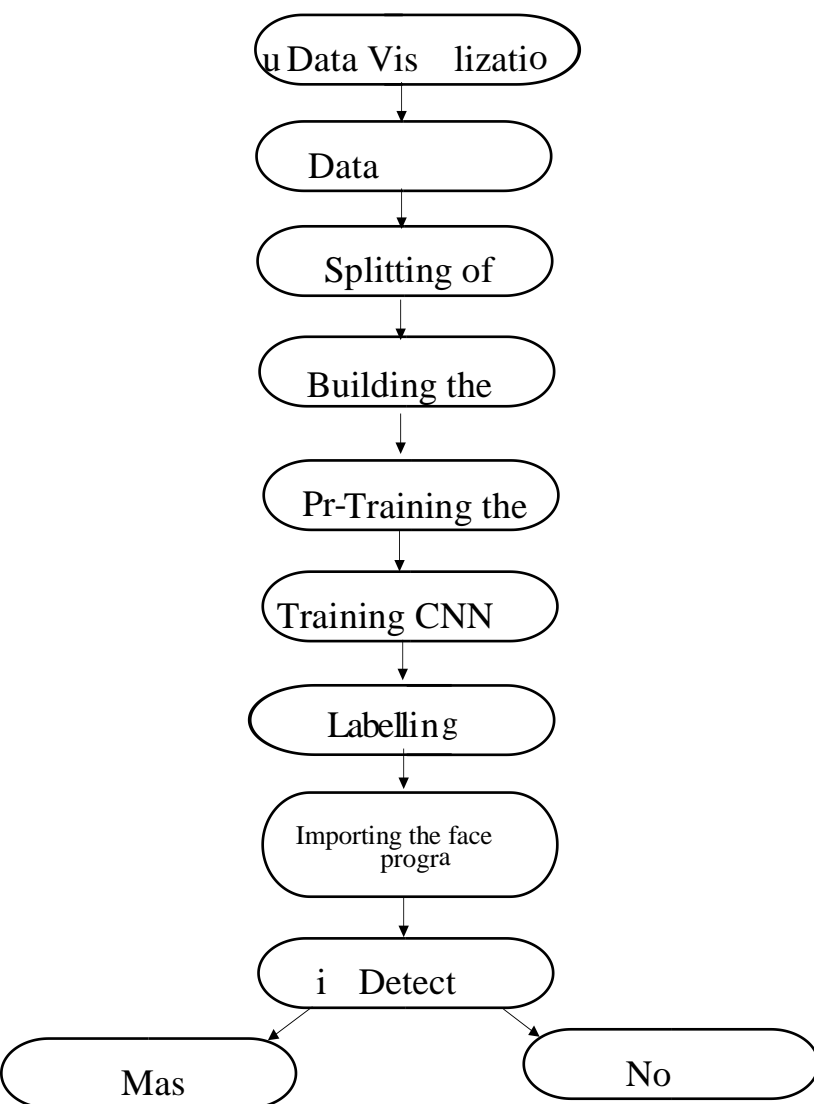 u Data Vis lizatio
Data
Splitting of
Building the
Pr-Training the
Training CNN
Labelling
Importing the face
progra
i Detect
Mas
No